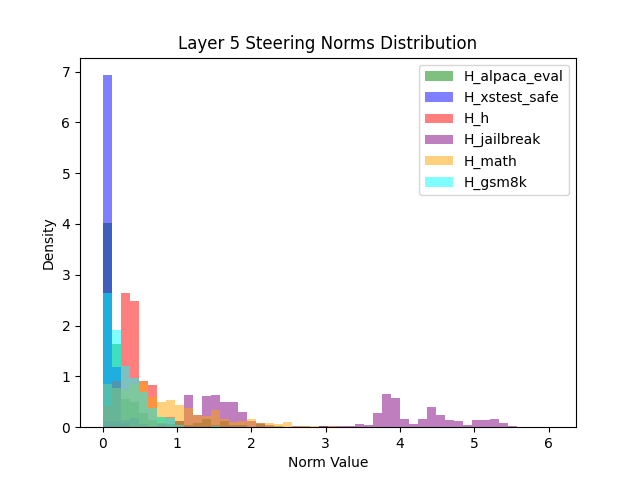 Layer 5 Steering Norms Distribution
H_alpaca_eval
H_xstest_safe
H_h
H_jailbreak
H_math
H_gsm8k
7
6
5
4
3
2
1
0
Density
0 1 2 3 4 5 6
Norm Value